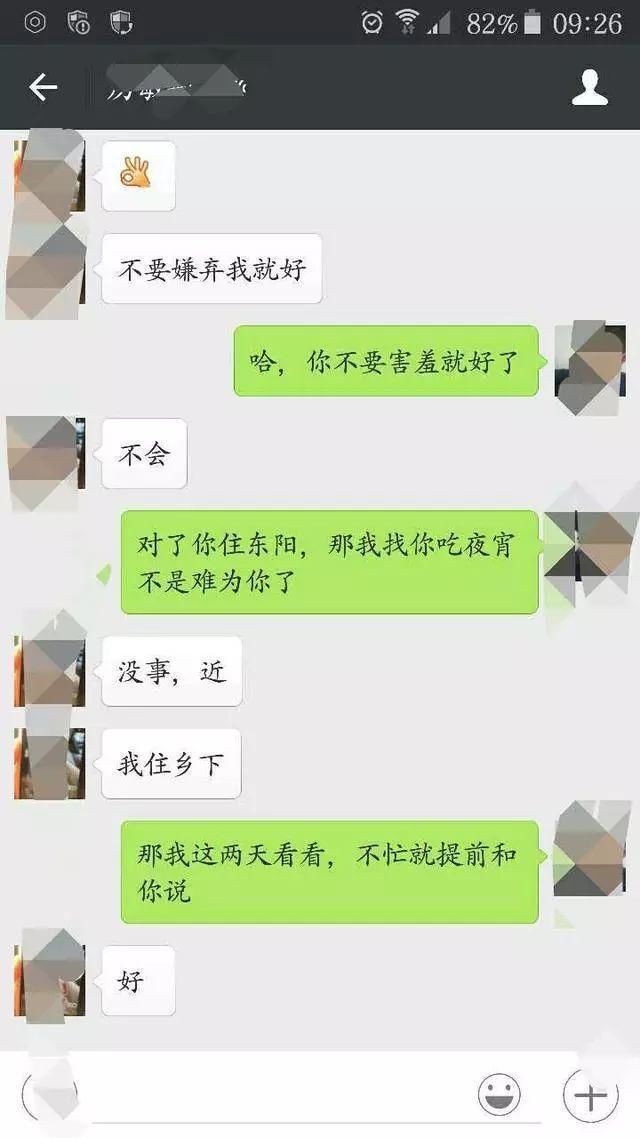 82% 09:26
不要嫌弃我就好
哈，你不要害羞就好了
不会
对了你住东阳，那我找你吃夜宵
不是难为你了
没事，近
我住乡下
那我这两天看看，不忙就提前和
你说
好